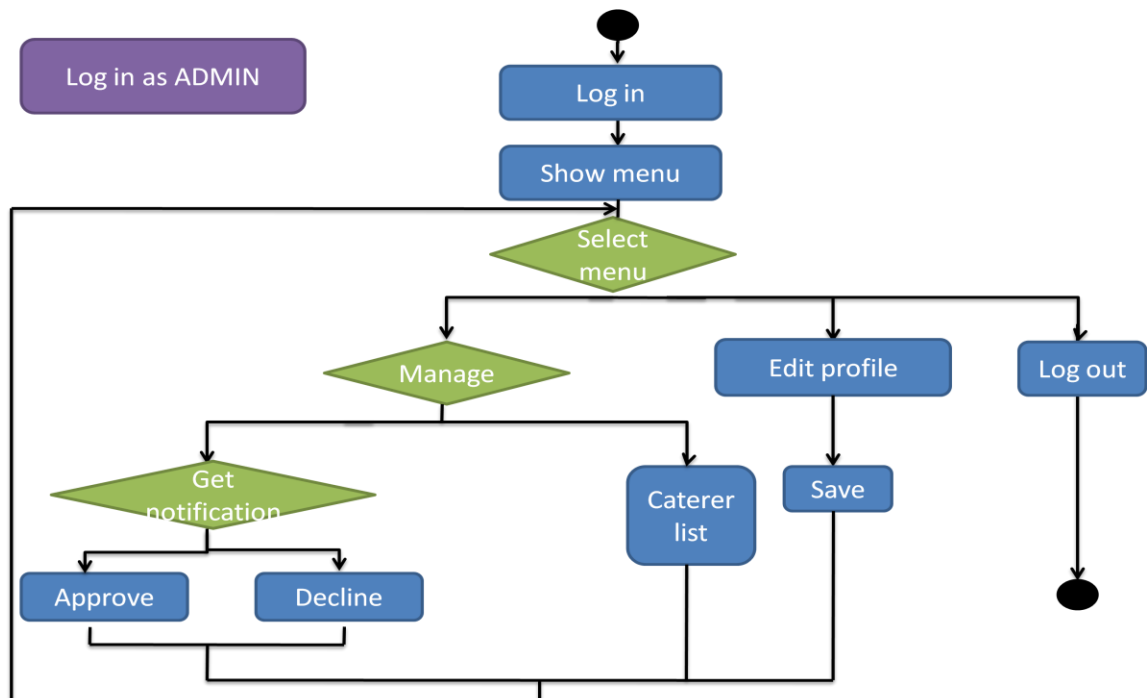 Log in as ADMIN
Log in
Show menu
Select
menu
Manage
Edit profile
Log out
Get
notification
Caterer
list
Save
Approve
Decline